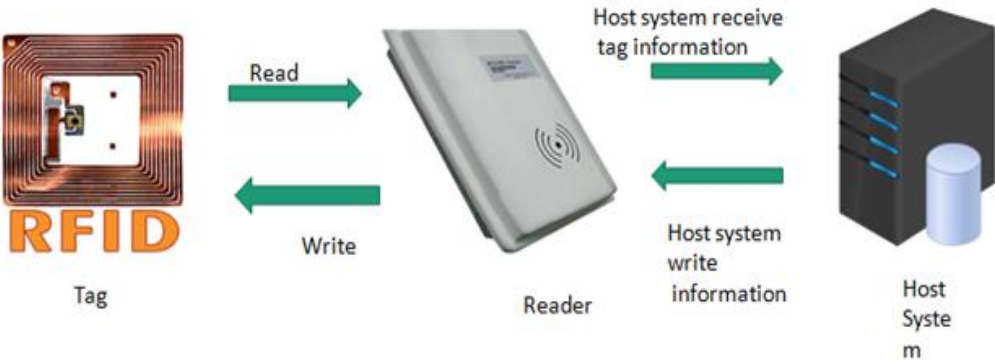 Host system receive
tag information
Read
RFID
Write
Tag
Host system
write
information
Reader
Host
Syste
m